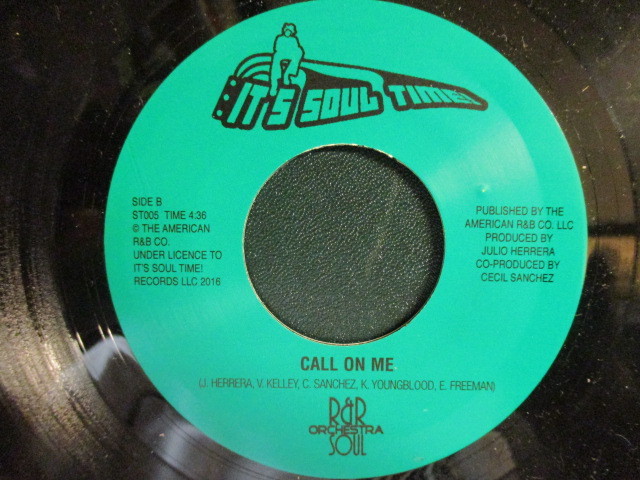 IT'S SOUL TIME!
SIDE B
ST005 TIME 4:36
© THE AMERICAN
R&B CO.
UNDER LICENCE TO
IT'S SOUL TIME!
RECORDS LLC 2016
PUBLISHED BY THE
AMERICAN R&B CO. LLC
PRODUCED BY
JULIO HERRERA
CO-PRODUCED BY
CECIL SANCHEZ
CALL ON ME
(J. HERRERA, V. KELLEY, C. SANCHEZ, K. YOUNGBLOOD, E. FREEMAN)
R&R
ORCHESTRA
SOUL